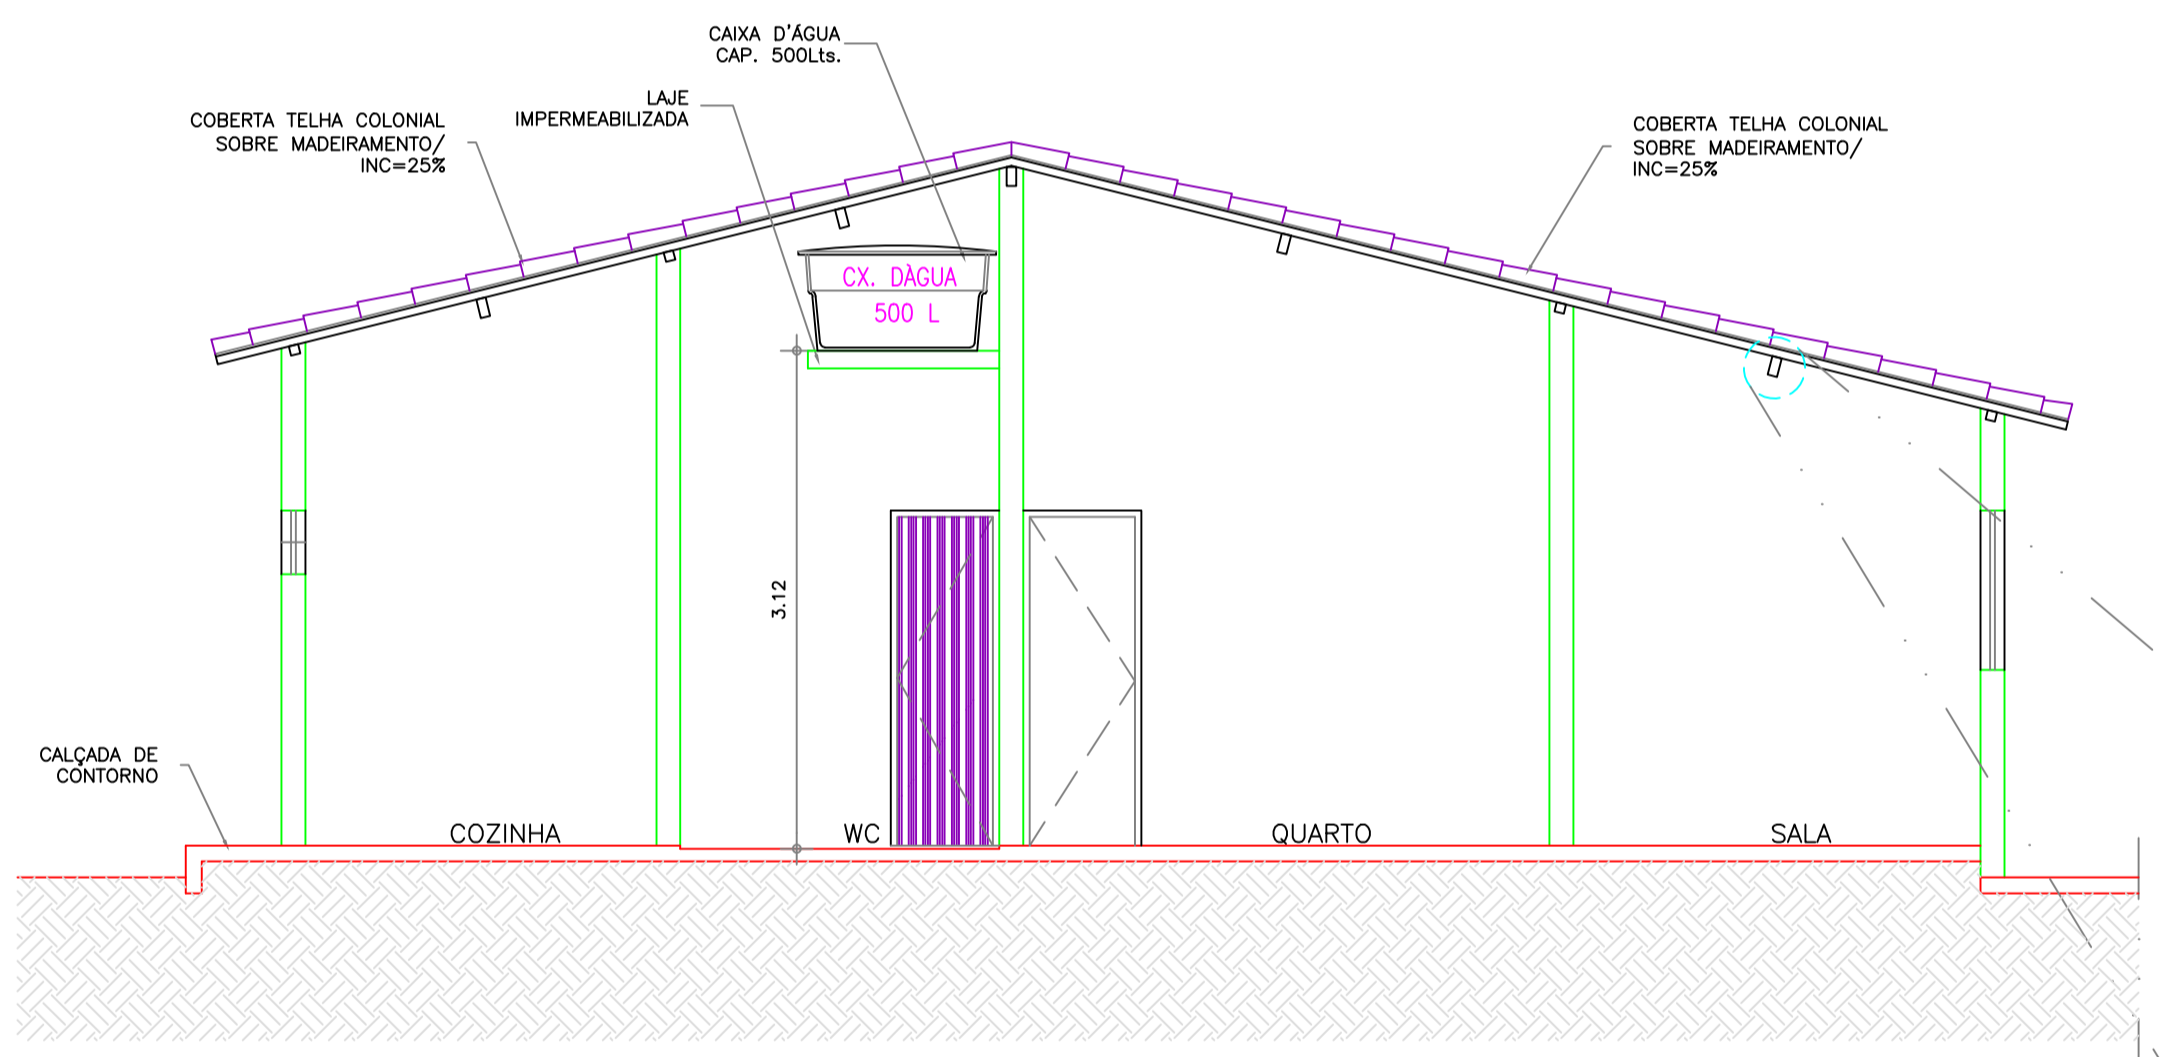 CAIXA D'ÁGUA
CAP. 500Lts.
LAJE
IMPERMEABILIZADA
COBERTA TELHA COLONIAL
SOBRE MADEIRAMENTO/
INC=25%
COBERTA TELHA COLONIAL
SOBRE MADEIRAMENTO/
INC=25%
CX. DÀGUA
500 L
3.12
CALÇADA DE
CONTORNO
COZINHA
WC
QUARTO
SALA